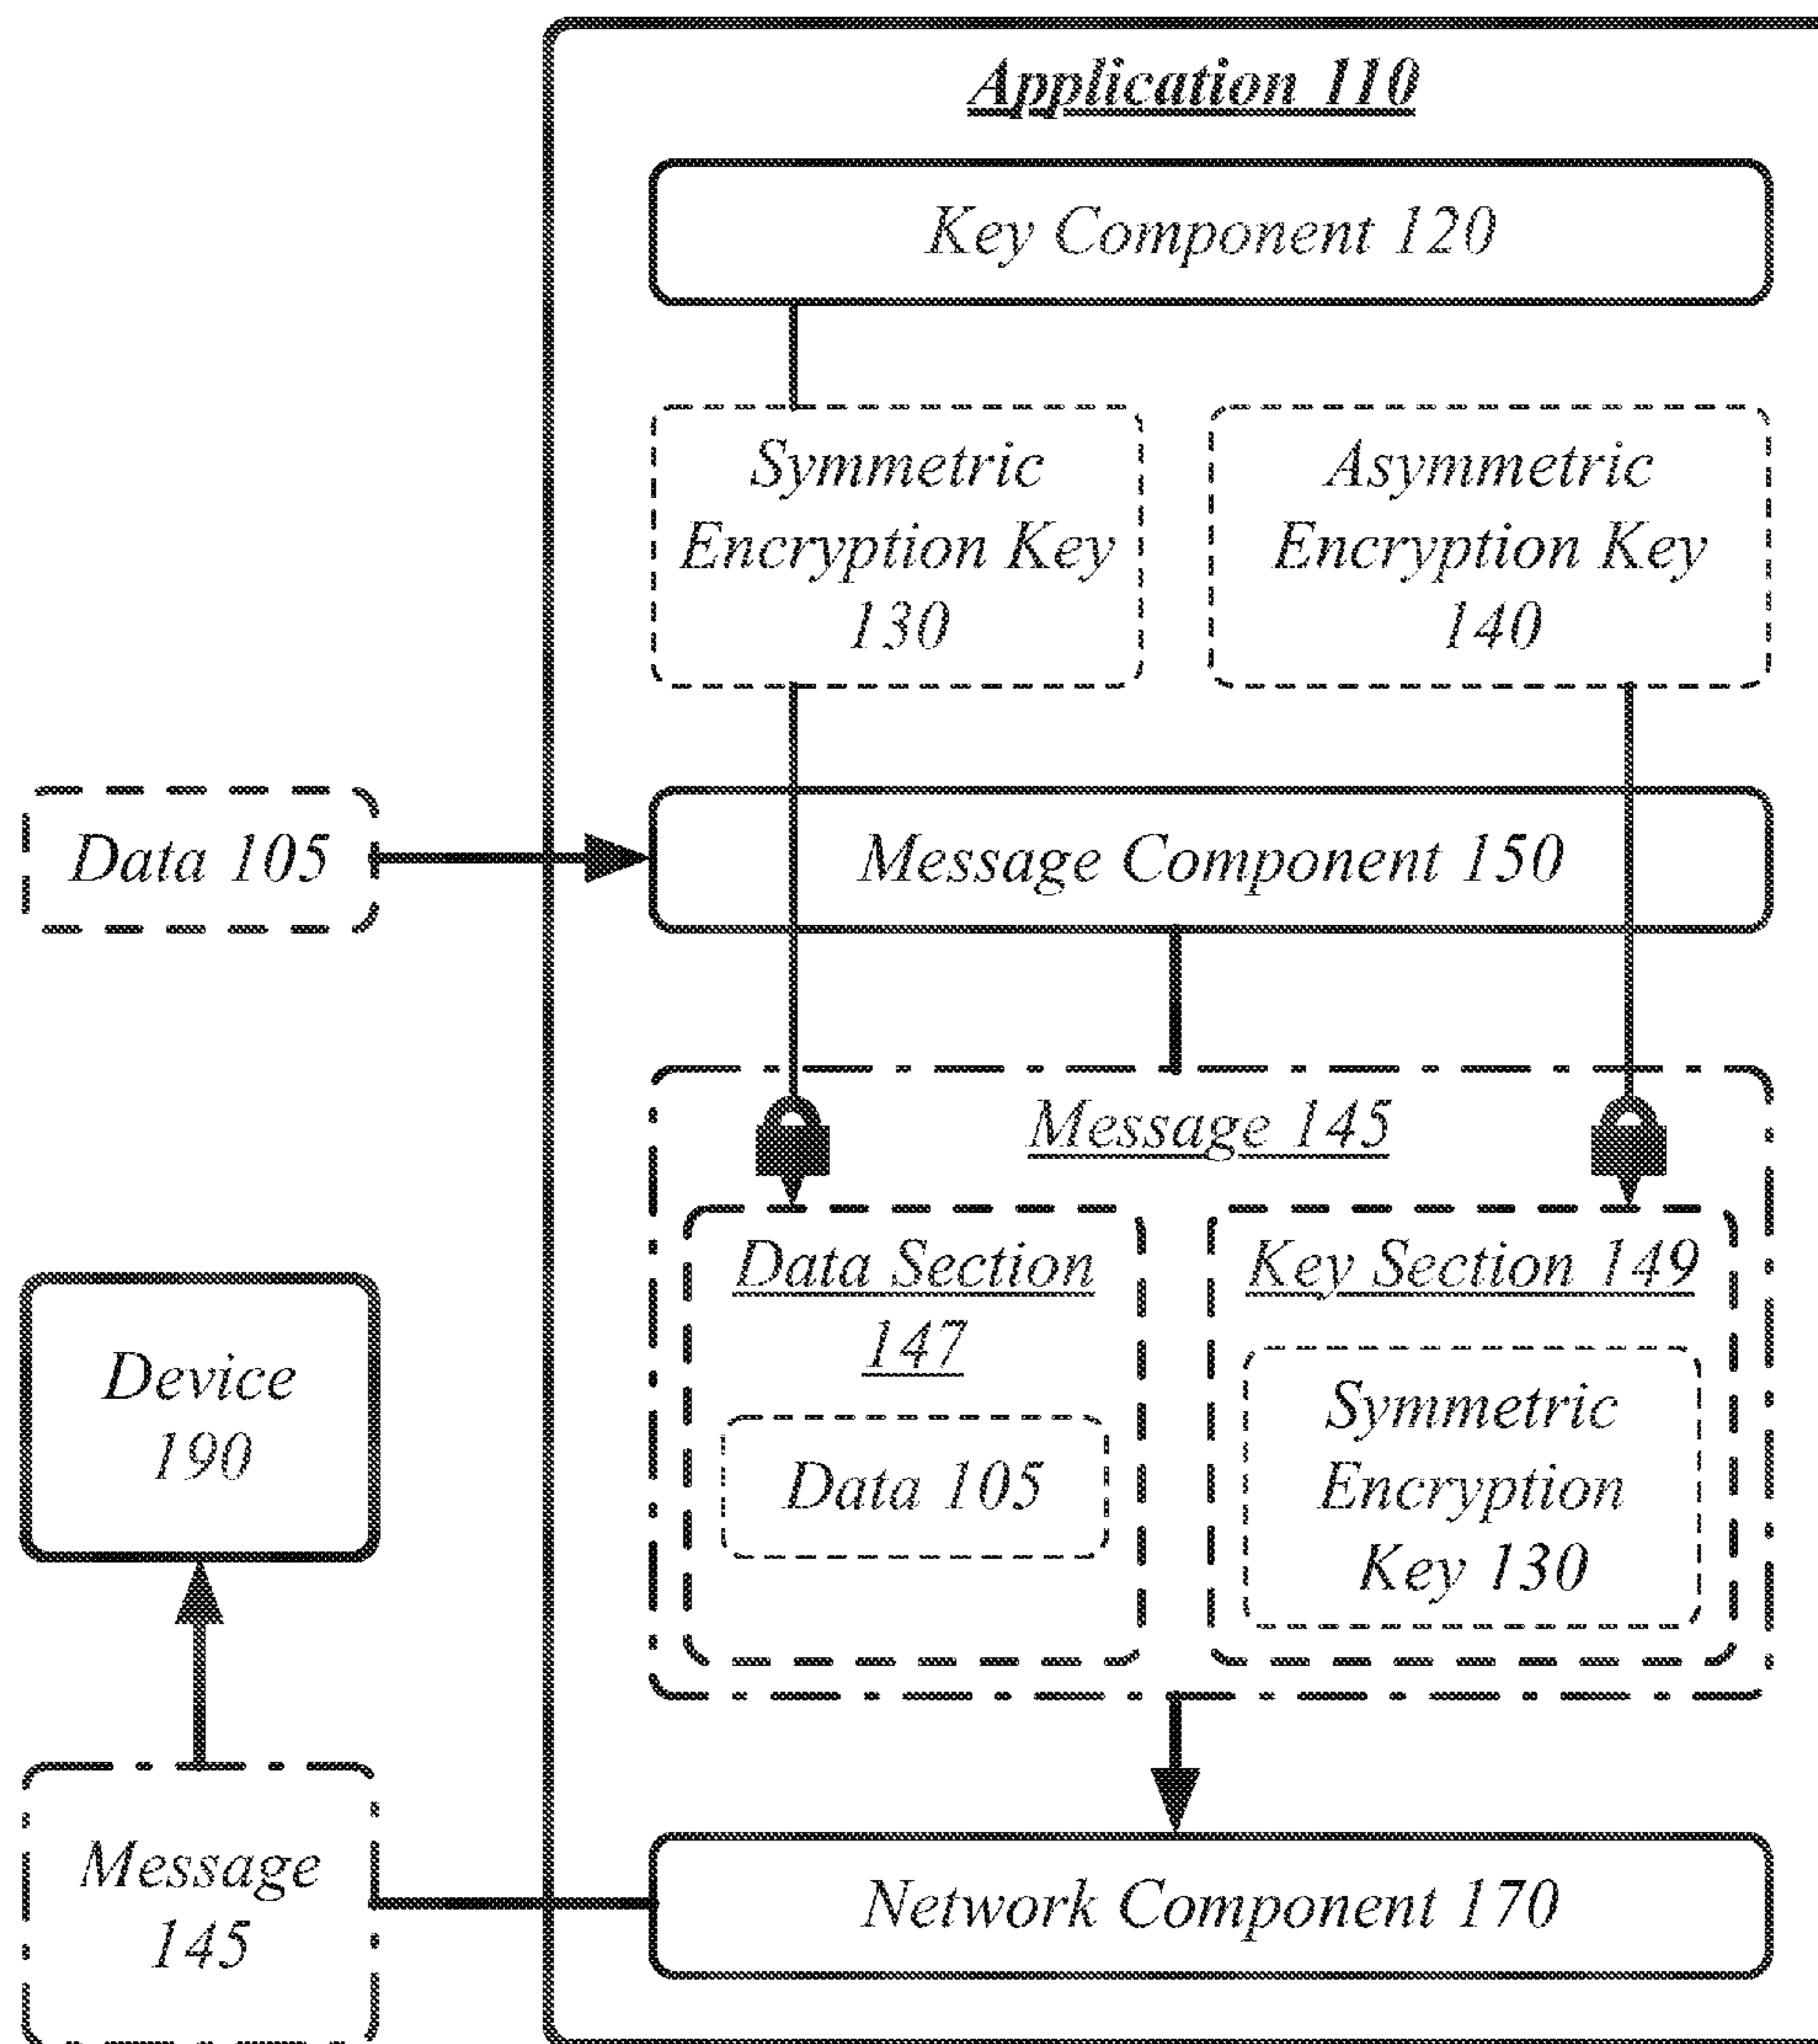 Application 110
Key Component 120
Symmetric
Encryption Key
130
Asymmetric
Encryption Key
140
Data 105
Message Component 150
Message 145
Data Section
147
Data 105
Key Section 149
Symmetric
Encryption
Key 130
Device
190
Message
145
Network Component 170